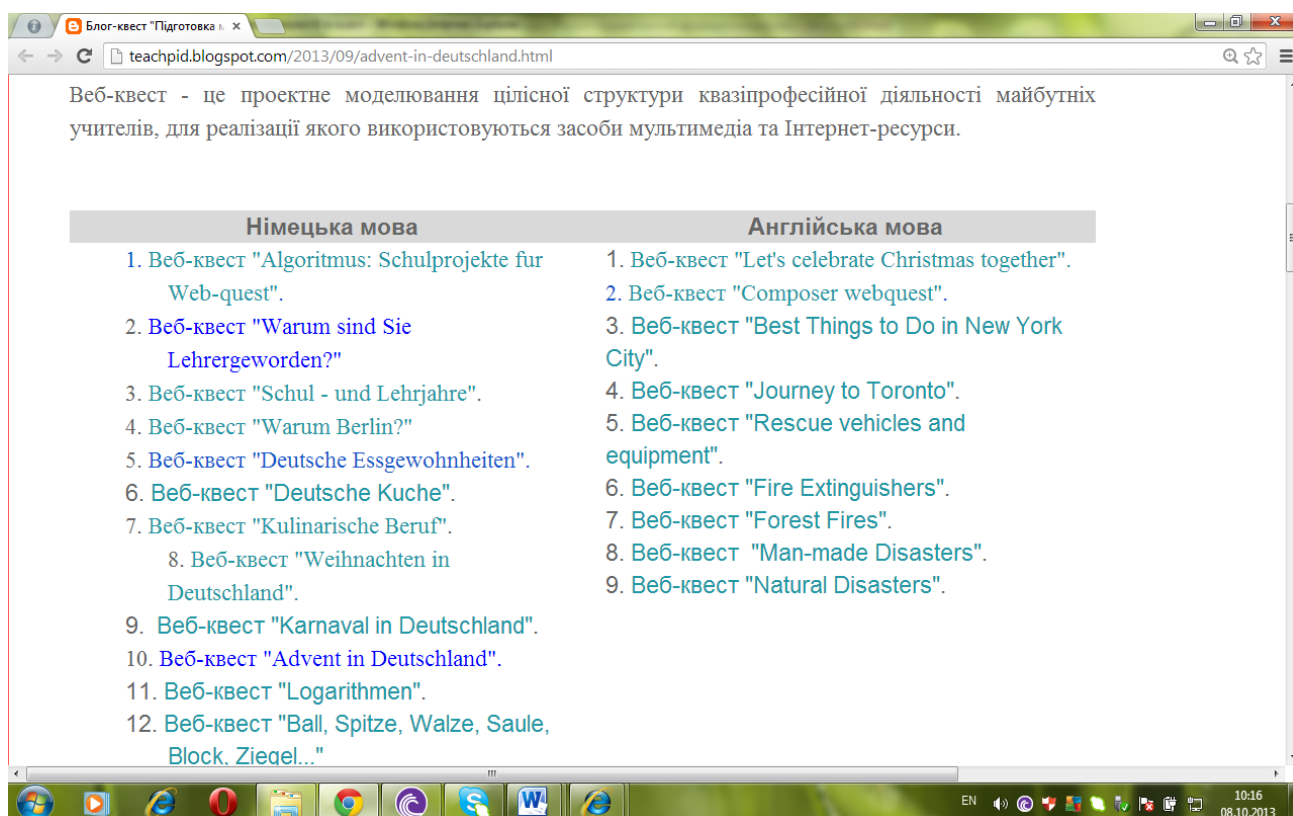 Блог-квест "Підготовка
teachpid.blogspot.com/2013/09/advent-in-deutschland.html
Веб-квест - це проектне моделювання цілісної структури квазіпрофесійної діяльності майбутніх
учителів, для реалізації якого використовуються засоби мультимедіа та Інтернет-ресурси.
Німецька мова
1. Веб-квест "Algoritmus: Schulprojekte fur
Web-quest".
2. Веб-квест "Warum sind Sie
Lehrergeworden?"
3. Веб-квест "Schul - und Lehrjahre".
4. Веб-квест "Warum Berlin?"
5. Веб-квест "Deutsche Essgewohnheiten".
6. Веб-квест "Deutsche Kuche".
7. Веб-квест "Kulinarische Beruf".
8. Веб-квест "Weihnachten in
Deutschland".
9. Веб-квест "Karnaval in Deutschland".
10. Веб-квест "Advent in Deutschland".
11. Веб-квест "Logarithmen".
12. Веб-квест "Ball, Spitze, Walze, Saule,
Block, Ziegel..."
Англійська мова
1. Веб-квест "Let's celebrate Christmas together".
2. Веб-квест "Composer webquest".
3. Веб-квест "Best Things to Do in New York
City".
4. Веб-квест "Journey to Toronto".
5. Веб-квест "Rescue vehicles and
equipment".
6. Веб-квест "Fire Extinguishers".
7. Веб-квест "Forest Fires".
8. Веб-квест "Man-made Disasters".
9. Веб-квест "Natural Disasters".
EN
10:16
08.10.2013